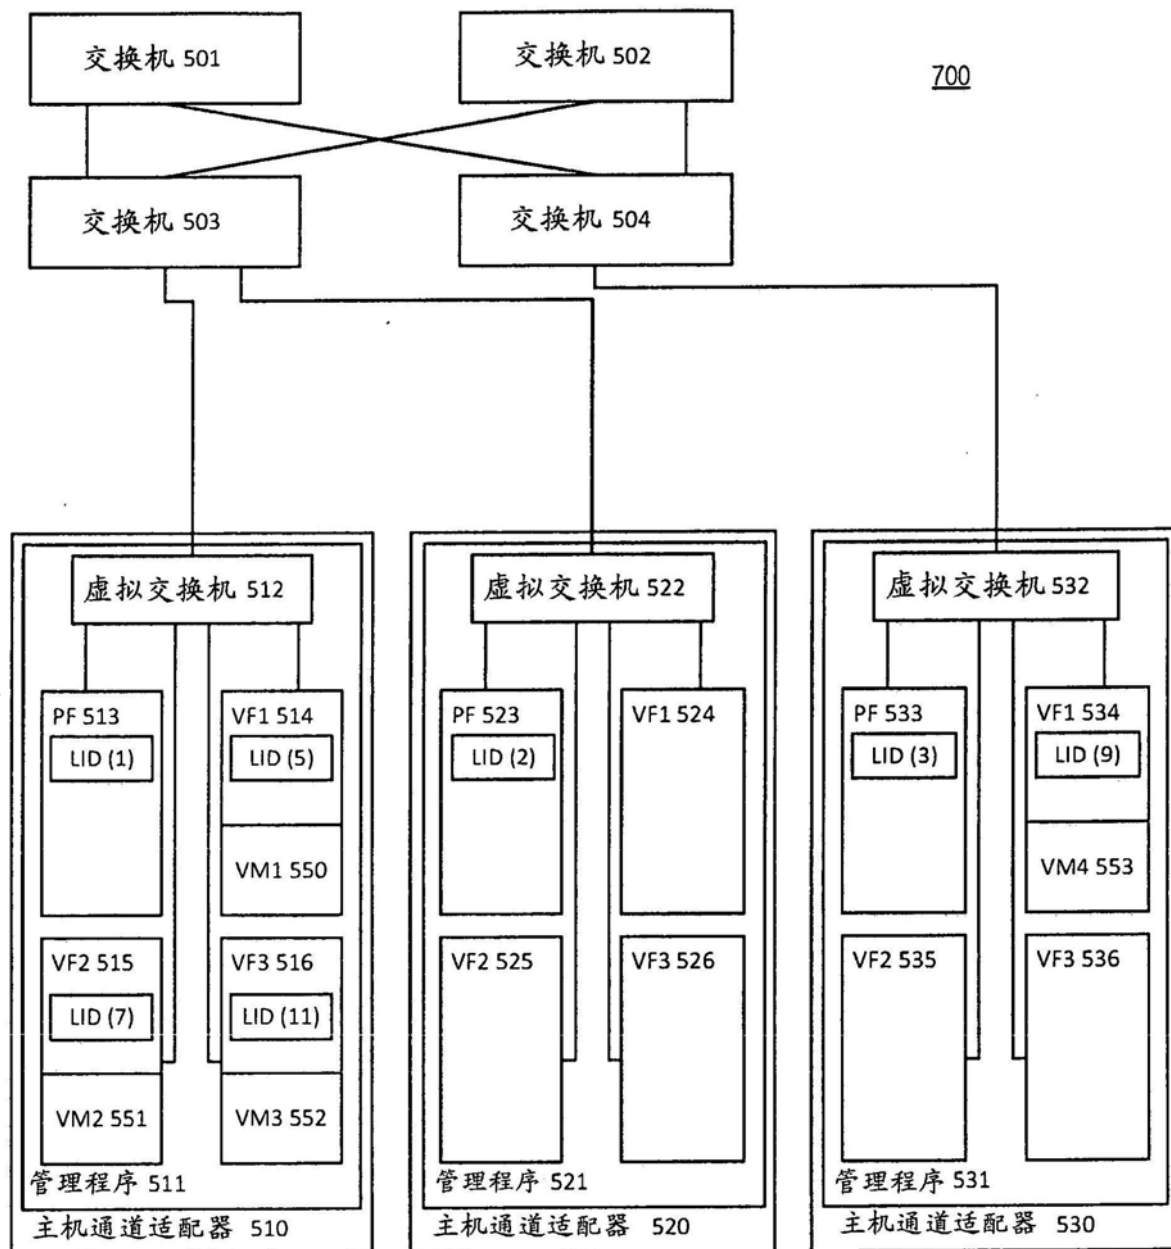 交换机 501
交换机 502
700
交换机 503
交换机 504
虚拟交换机 512
PF 513
LID (1)
VF1 514
LID (5)
VM1 550
VF2 515
LID (7)
VM2 551
VF3 516
LID (11)
VM3 552
管理程序 511
主机通道适配器 510
虚拟交换机 522
PF 523
LID (2)
VF1 524
VF2 525
VF3 526
管理程序 521
主机通道适配器 520
虚拟交换机 532
PF 533
LID (3)
VF1 534
LID (9)
VM4 553
VF2 535
VF3 536
管理程序 531
主机通道适配器 530